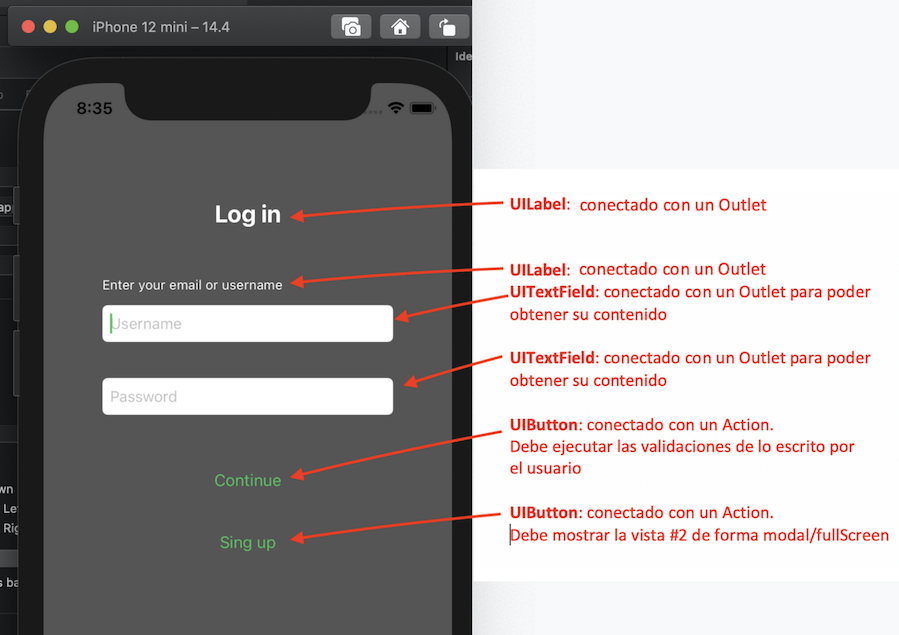 iPhone 12 mini – 14.4
Ide
8:35
ap
Log in
UILabel: conectado con un Outlet
Enter your email or username
UILabel: conectado con un Outlet
Username
UITextField: conectado con un Outlet para poder
obtener su contenido
Password
UITextField: conectado con un Outlet para poder
obtener su contenido
Continue
UIButton: conectado con un Action.
Debe ejecutar las validaciones de lo escrito por
el usuario
wn
Le
Rig
Sing up
UIButton: conectado con un Action.
Debe mostrar la vista #2 de forma modal/fullScreen
s ba